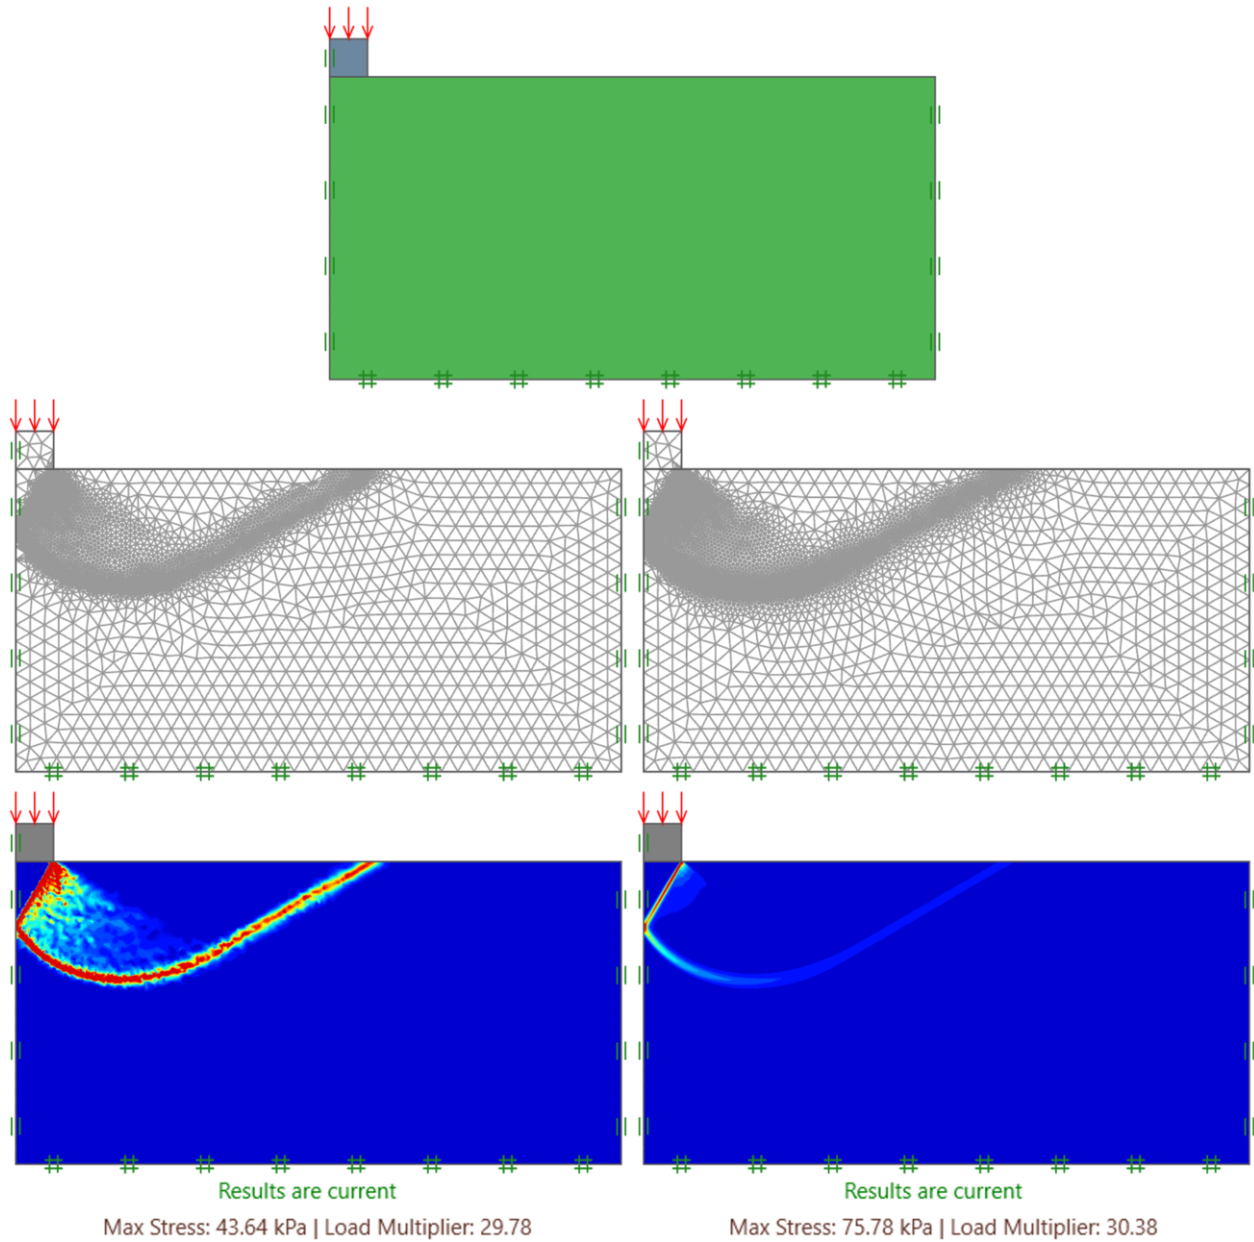 Results are current
Results are current
Max Stress: 43.64 kPa | Load Multiplier: 29.78
Max Stress: 75.78 kPa | Load Multiplier: 30.38